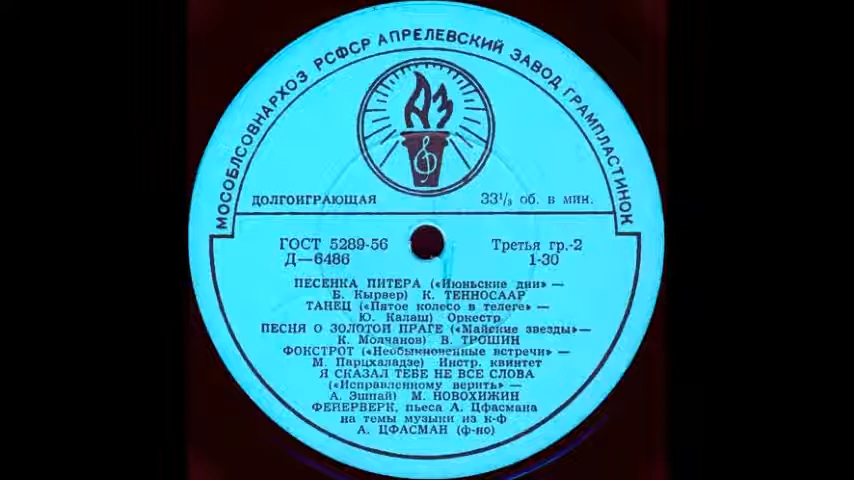 МОСОБЛСОВНАРХОЗ РСФСР АПРЕЛЕВСКИЙ ЗАВОД ГРАМПЛАСТИНОК
АЗ
ДОЛГОИГРАЮЩАЯ 33⅓ об. в мин.
ГОСТ 5289-56 Третья гр.-2
Д—6486 1-30
ПЕСЕНКА ПИТЕРА («Июньские дни» —
Б. Кырвер) К. ТЕННОСААР
ТАНЕЦ («Пятое колесо в телеге» —
Ю. Калаш) Оркестр
ПЕСНЯ О ЗОЛОТОЙ ПРАГЕ («Майские звезды»—
К. Молчанов) В. ТРОШИН
ФОКСТРОТ («Необыкновенные встречи» —
М. Парцхаладзе) Инстр. квинтет
Я СКАЗАЛ ТЕБЕ НЕ ВСЕ СЛОВА
(«Исправленному верить» —
А. Эшпай) М. НОВОХИЖИН
ФЕЙЕРВЕРК, пьеса А. Цфасмана
на темы музыки из к-ф
А. ЦФАСМАН (ф-но)